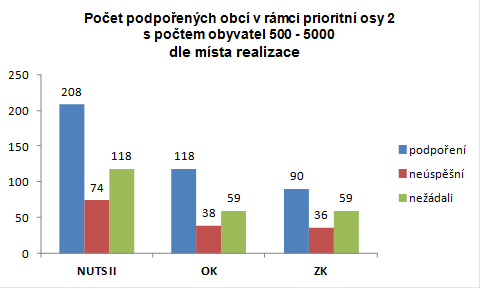 Počet podpořených obcí v rámci prioritní osy 2
s počtem obyvatel 500 - 5000
dle místa realizace
250
200
150
100
50
0
208
74
118
118
38
59
90
36
59
NUTS II
OK
ZK
podpoření
neúspěšní
nežádali